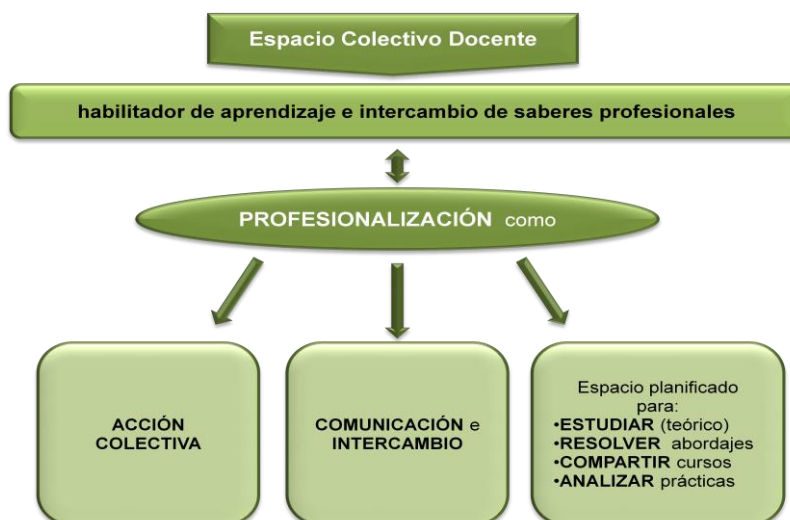 Espacio Colectivo Docente
habilitador de aprendizaje e intercambio de saberes profesionales
PROFESIONALIZACIÓN como
ACCIÓN
COLECTIVA
COMUNICACIÓN e
INTERCAMBIO
Espacio planificado
para:
•ESTUDIAR (teórico)
•RESOLVER abordajes
•COMPARTIR cursos
•ANALIZAR prácticas